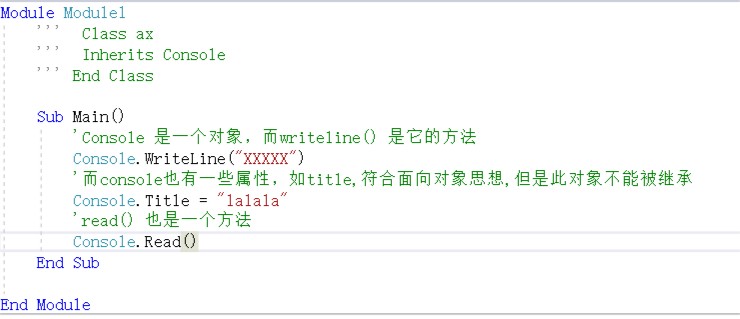 Module Module1
''' Class ax
''' Inherits Console
''' End Class
Sub Main()
'Console 是一个对象，而writeline() 是它的方法
Console.WriteLine("XXXXX")
'而console也有一些属性，如title,符合面向对象思想,但是此对象不能被继承
Console.Title = "lalala"
'read() 也是一个方法
Console.Read()
End Sub
End Module